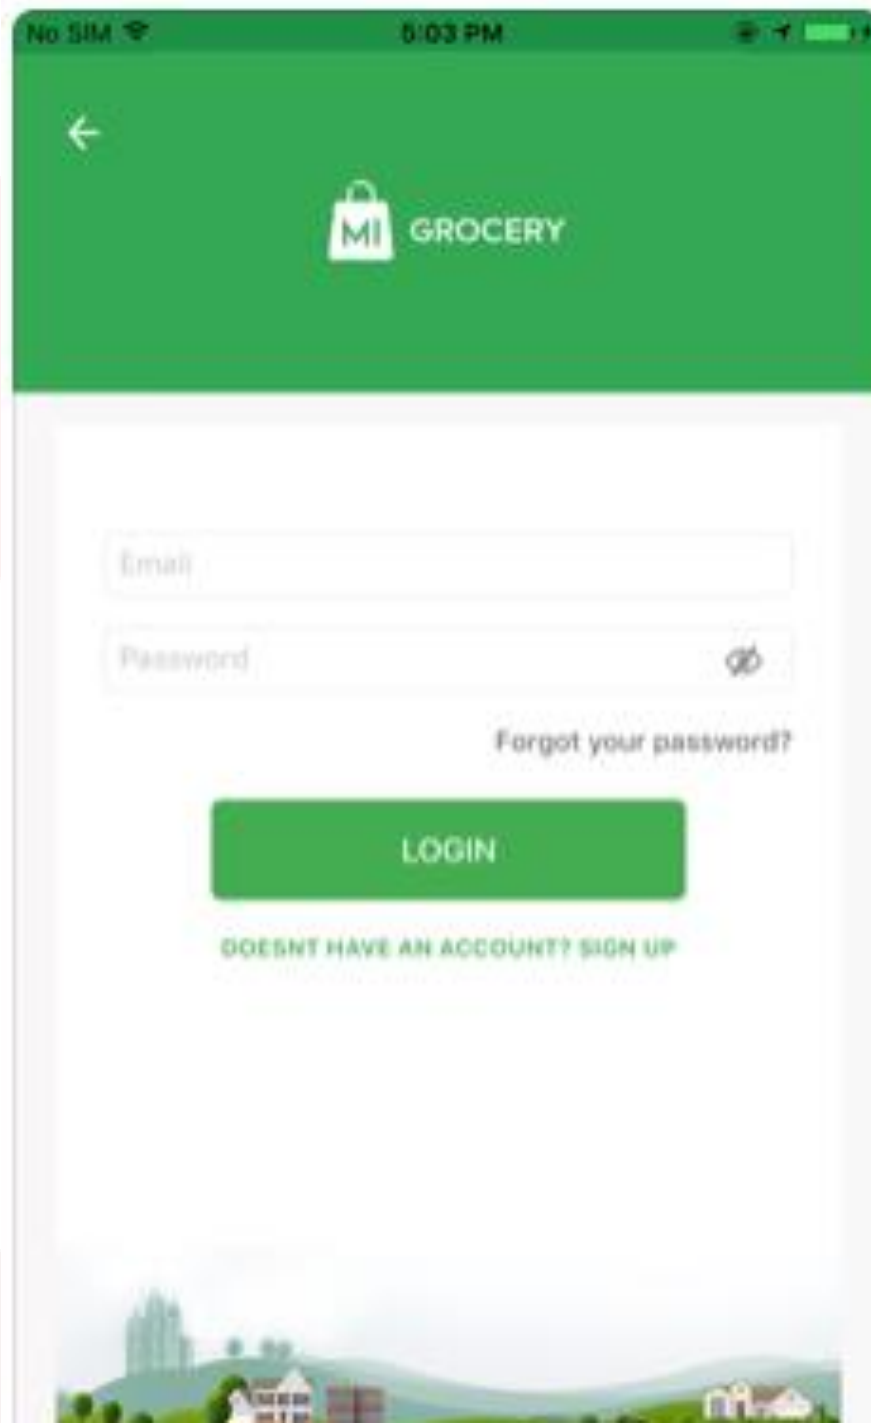 No SIM 5:03 PM
MI GROCERY
Email
Password
Forgot your password?
LOGIN
DOESNT HAVE AN ACCOUNT? SIGN UP